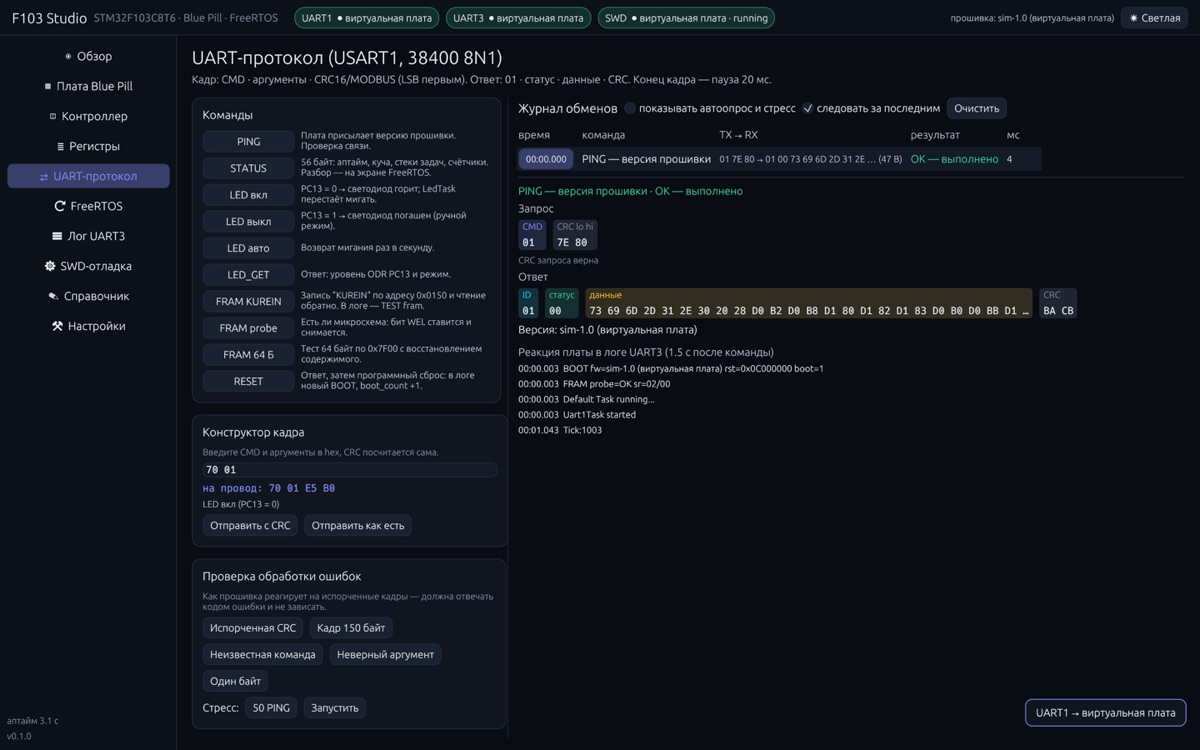 F103 Studio STM32F103C8T6 · Blue Pill · FreeRTOS UART1 ● виртуальная плата UART3 ● виртуальная плата SWD ● виртуальная плата · running прошивка: sim-1.0 (виртуальная плата) Светлая
Обзор
Плата Blue Pill
Контроллер
Регистры
UART-протокол
FreeRTOS
Лог UART3
SWD-отладка
Справочник
Настройки
аптайм 3.1 с
v0.1.0
UART-протокол (USART1, 38400 8N1)
Кадр: CMD · аргументы · CRC16/MODBUS (LSB первым). Ответ: 01 · статус · данные · CRC. Конец кадра — пауза 20 мс.
Команды
PING Плата присылает версию прошивки. Проверка связи.
STATUS 56 байт: аптайм, куча, стеки задач, счётчики. Разбор — на экране FreeRTOS.
LED вкл PC13 = 0 → светодиод горит; LedTask перестаёт мигать.
LED выкл PC13 = 1 → светодиод погашен (ручной режим).
LED авто Возврат мигания раз в секунду.
LED_GET Ответ: уровень ODR PC13 и режим.
FRAM KUREIN Запись "KUREIN" по адресу 0x0150 и чтение обратно. В логе — TEST fram.
FRAM probe Есть ли микросхема: бит WEL ставится и снимается.
FRAM 64 Б Тест 64 байт по 0x7F00 с восстановлением содержимого.
RESET Ответ, затем программный сброс: в логе новый BOOT, boot_count +1.
Конструктор кадра
Введите CMD и аргументы в hex, CRC посчитается сама.
70 01
на провод: 70 01 E5 B0
LED вкл (PC13 = 0)
Отправить с CRC Отправить как есть
Проверка обработки ошибок
Как прошивка реагирует на испорченные кадры — должна отвечать
кодом ошибки и не зависать.
Испорченная CRC Кадр 150 байт
Неизвестная команда Неверный аргумент
Один байт
Стресс: 50 PING Запустить
Журнал обменов показывать автоопрос и стресс следовать за последним Очистить
время команда TX → RX результат мс
00:00.000 PING — версия прошивки 01 7E 80 → 01 00 73 69 6D 2D 31 2E … (47 B) OK — выполнено 4
PING — версия прошивки · OK — выполнено
Запрос
CMD CRC lo hi
01 7E 80
CRC запроса верна
Ответ
ID статус данные CRC
01 00 73 69 6D 2D 31 2E 30 20 28 D0 B2 D0 B8 D1 80 D1 82 D1 83 D0 B0 D0 BB D1 … BA CB
Версия: sim-1.0 (виртуальная плата)
Реакция платы в логе UART3 (1.5 с после команды)
00:00.003 BOOT fw=sim-1.0 (виртуальная плата) rst=0x0C000000 boot=1
00:00.003 FRAM probe=OK sr=02/00
00:00.003 Default Task running...
00:00.003 Uart1Task started
00:01.043 Tick:1003
UART1 → виртуальная плата